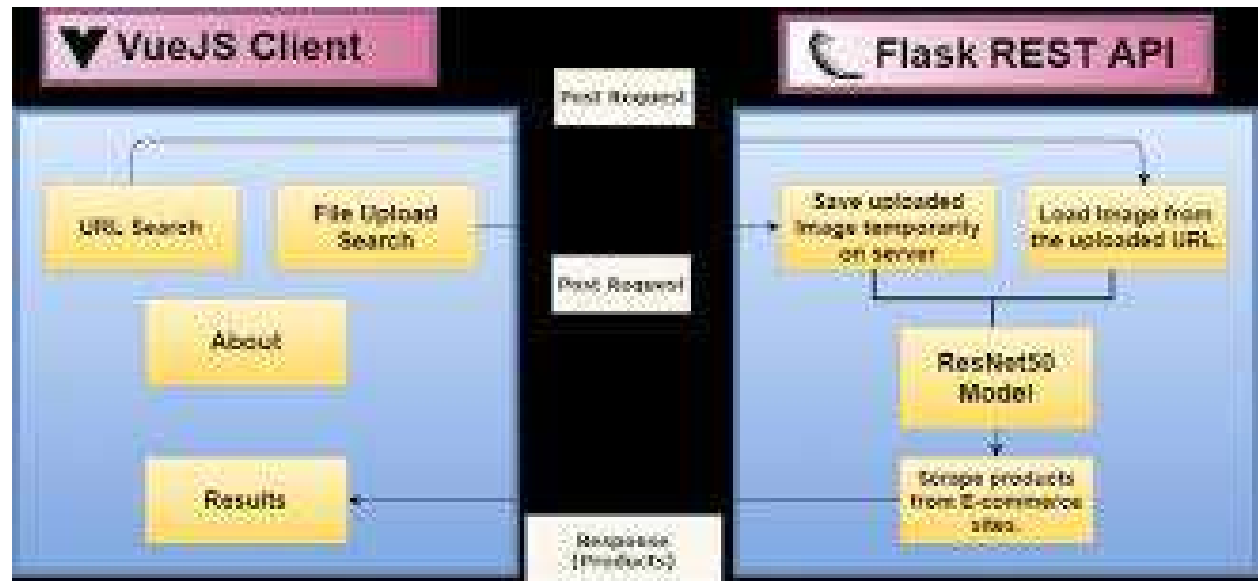 VueJS Client
Flask REST API
Post Request
URL Search
File Upload
Search
Save uploaded
Image temporarily
on server
Load Image from
the uploaded URL.
Post Request
About
ResNet50
Model
Results
Scrape products
from E-commerce
sites.
Response
(Products)